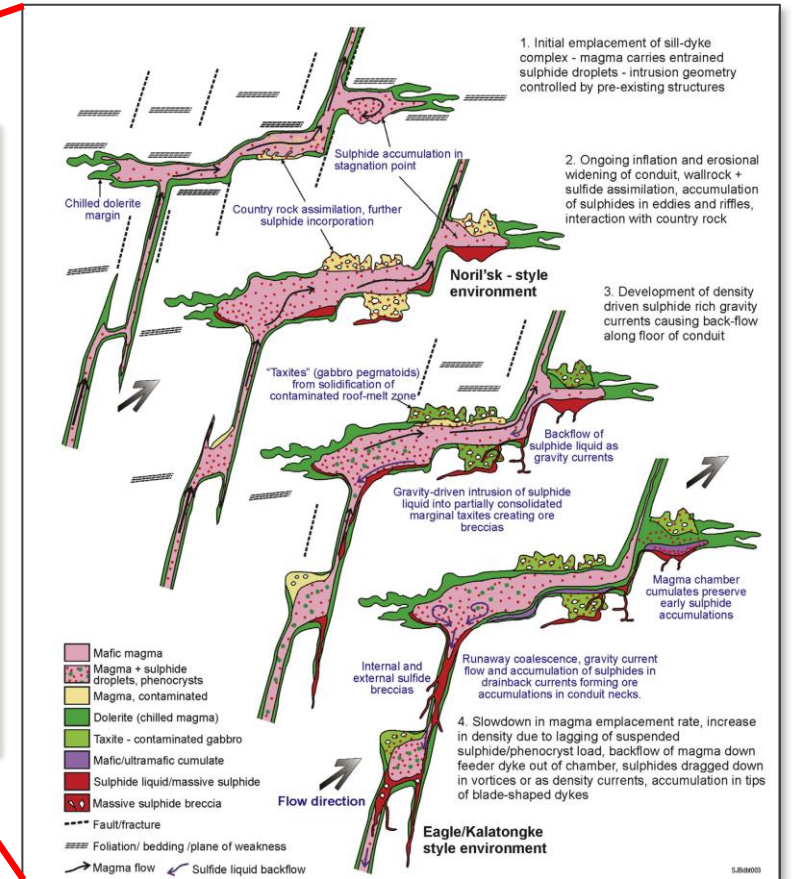 1. Initial emplacement of sill-dyke
complex - magma carries entrained
sulphide droplets - intrusion geometry
controlled by pre-existing structures
Sulphide accumulation in
stagnation point
Chilled dolerite
margin
Country rock assimilation, further
sulphide incorporation
2. Ongoing inflation and erosional
widening of conduit, wallrock +
sulfide assimilation, accumulation
of sulphides in eddies and riffles,
interaction with country rock
Noril'sk - style
environment
3. Development of density
driven sulphide rich gravity
currents causing back-flow
along floor of conduit
"Taxites" (gabbro pegmatoids)
from solidification of
contaminated roof-melt zone
Backflow of
sulphide liquid as
gravity currents
Gravity-driven intrusion of sulphide
liquid into partially consolidated
marginal taxites creating ore
breccias
Magma chamber
cumulates preserve
early sulphide
accumulations
Internal and
external sulfide
breccias
Runaway coalescence, gravity current
flow and accumulation of sulphides in
drainback currents forming ore
accumulations in conduit necks.
4. Slowdown in magma emplacement rate, increase
in density due to lagging of suspended
sulphide/phenocryst load, backflow of magma down
feeder dyke out of chamber, sulphides dragged down
in vortices or as density currents, accumulation in tips
of blade-shaped dykes
Flow direction
Eagle/Kalatongke
style environment
Mafic magma
Magma + sulphide
droplets, phenocrysts
Magma, contaminated
Dolerite (chilled magma)
Taxite - contaminated gabbro
Mafic/ultramafic cumulate
Sulphide liquid/massive sulphide
Massive sulphide breccia
Fault/fracture
Foliation/ bedding /plane of weakness
Magma flow
Sulfide liquid backflow